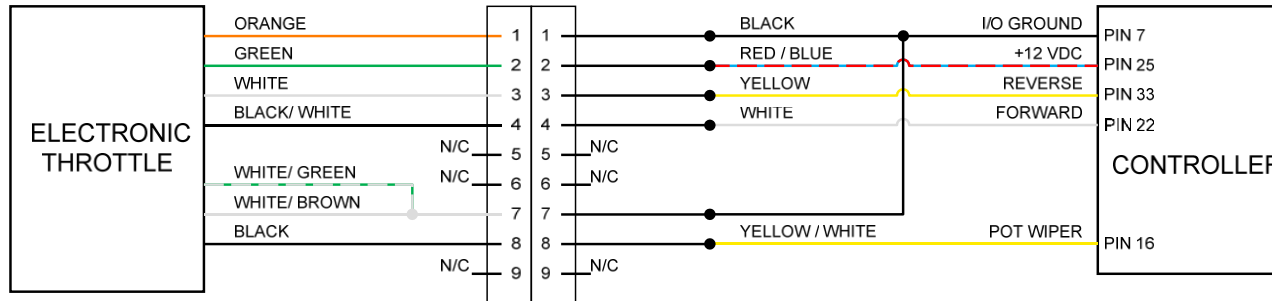 ORANGE 1 1 BLACK I/O GROUND PIN 7
GREEN 2 2 RED / BLUE +12 VDC PIN 25
WHITE 3 3 YELLOW REVERSE PIN 33
BLACK/ WHITE 4 4 WHITE FORWARD PIN 22
ELECTRONIC
THROTTLE
N/C 5 5 N/C
WHITE/ GREEN N/C 6 6 N/C
CONTROLLER
WHITE/ BROWN 7 7
BLACK 8 8 YELLOW / WHITE POT WIPER PIN 16
N/C 9 9 N/C